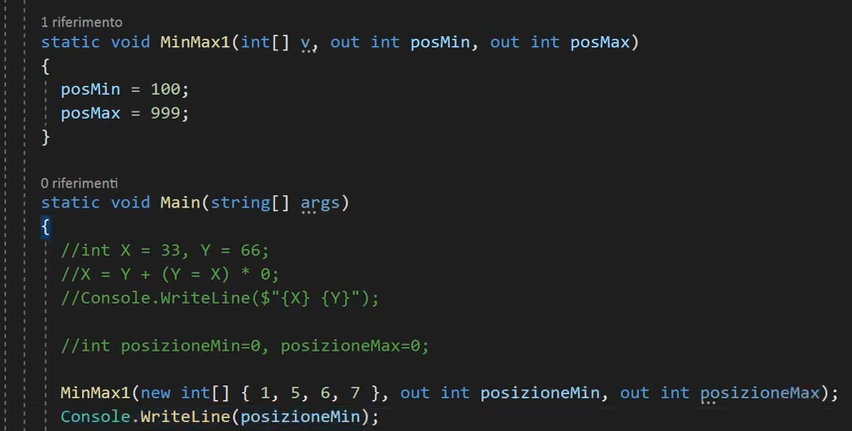 1 riferimento
static void MinMax1(int[] v, out int posMin, out int posMax)
{
posMin = 100;
posMax = 999;
}
0 riferimenti
static void Main(string[] args)
{
//int X = 33, Y = 66;
//X = Y + (Y = X) * 0;
//Console.WriteLine($"{X} {Y}");
//int posizioneMin=0, posizioneMax=0;
MinMax1(new int[] { 1, 5, 6, 7 }, out int posizioneMin, out int posizioneMax);
Console.WriteLine(posizioneMin);